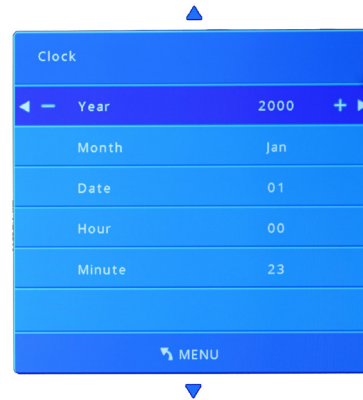 Clock
Year 2000 +
Month Jan
Date 01
Hour 00
Minute 23
MENU